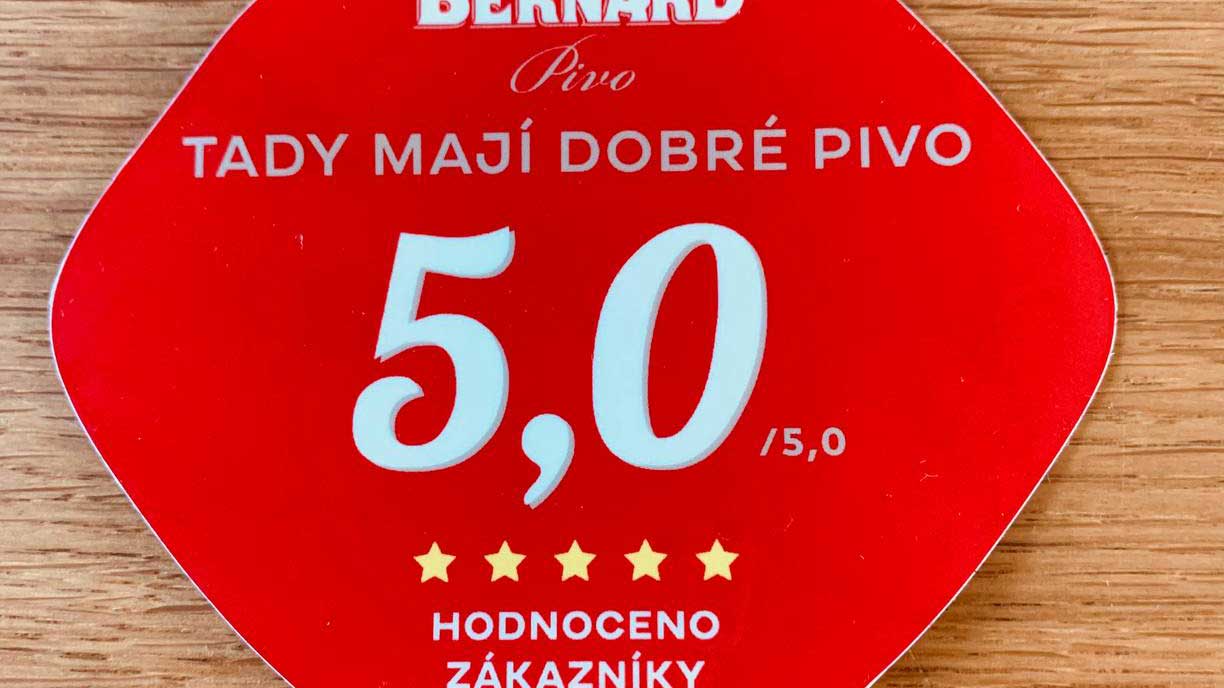 BERNARD
Pivo
TADY MAJÍ DOBRÉ PIVO
5,0 /5,0
HODNOCENO
ZÁKAZNÍKY